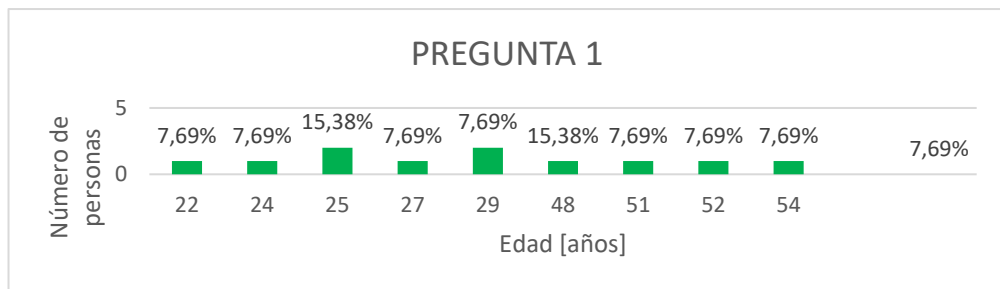 PREGUNTA 1
Número de
personas
5
0
7,69% 7,69% 15,38% 7,69% 7,69% 15,38% 7,69% 7,69% 7,69% 7,69%
22 24 25 27 29 48 51 52 54
Edad [años]